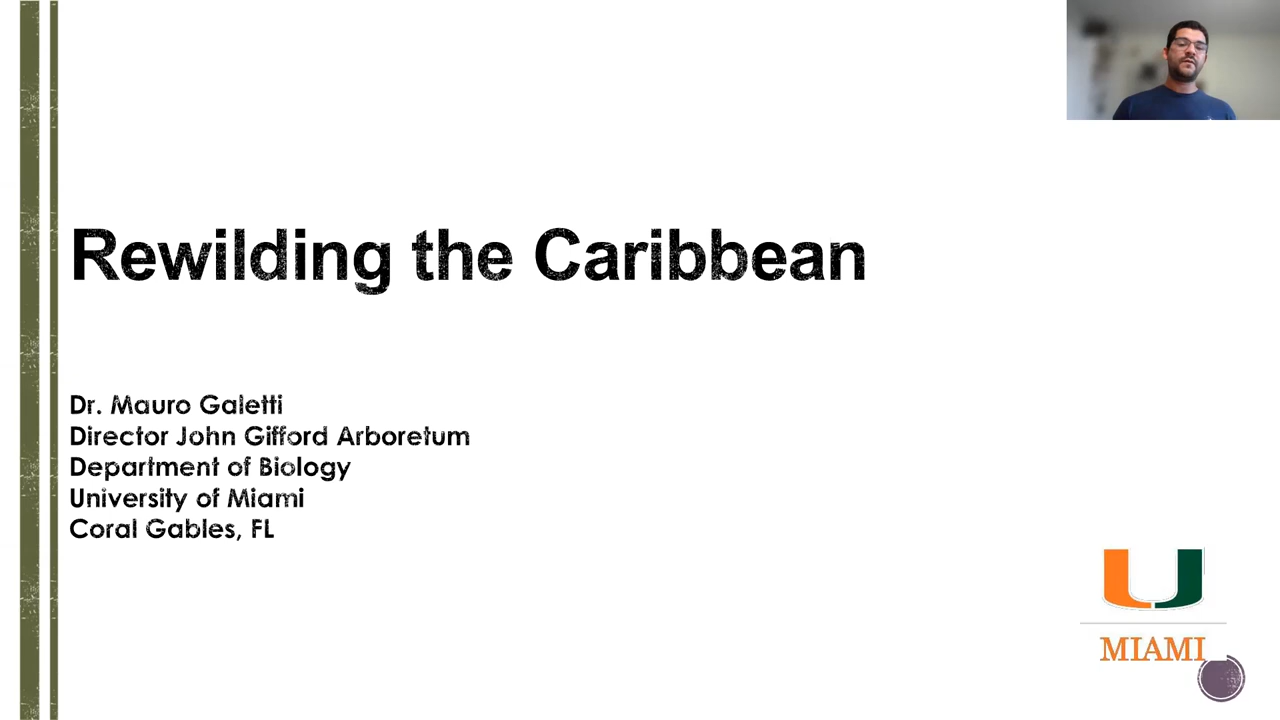 Rewilding the Caribbean
Dr. Mauro Galetti
Director John Gifford Arboretum
Department of Biology
University of Miami
Coral Gables, FL
U
MIAMI